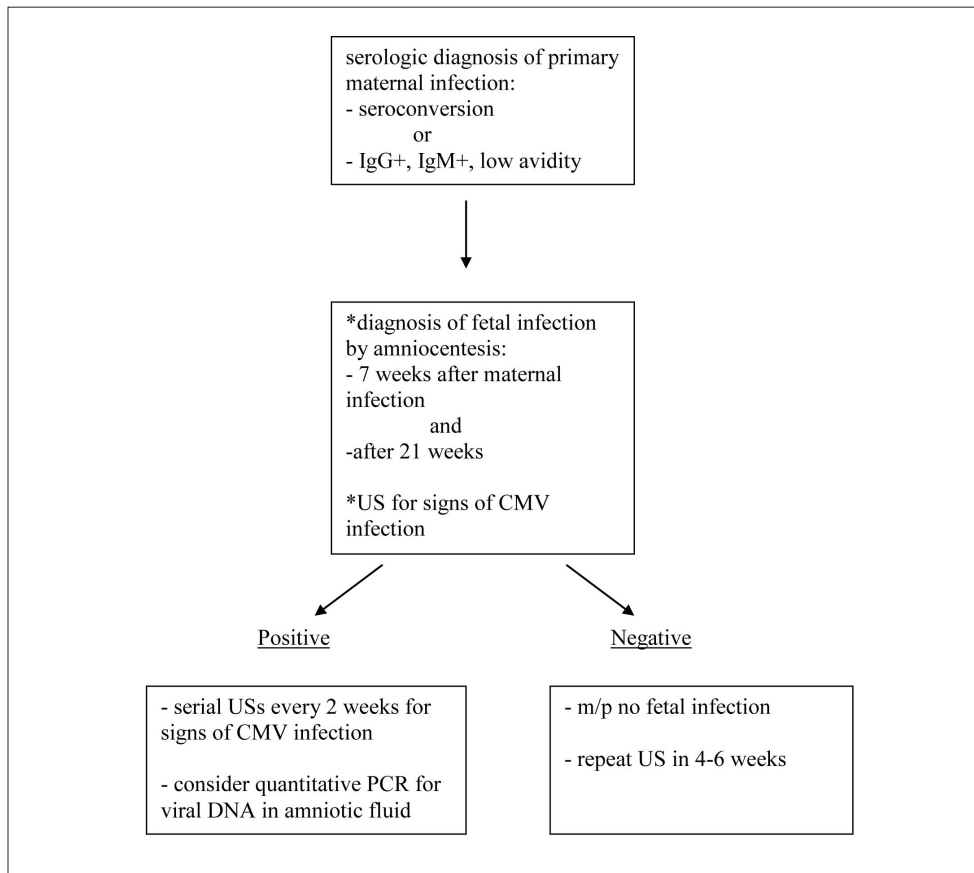 serologic diagnosis of primary
maternal infection:
- seroconversion
or
- IgG+, IgM+, low avidity
*diagnosis of fetal infection
by amniocentesis:
- 7 weeks after maternal
infection
and
-after 21 weeks
*US for signs of CMV
infection
Positive
- serial USs every 2 weeks for
signs of CMV infection
- consider quantitative PCR for
viral DNA in amniotic fluid
Negative
- m/p no fetal infection
- repeat US in 4-6 weeks